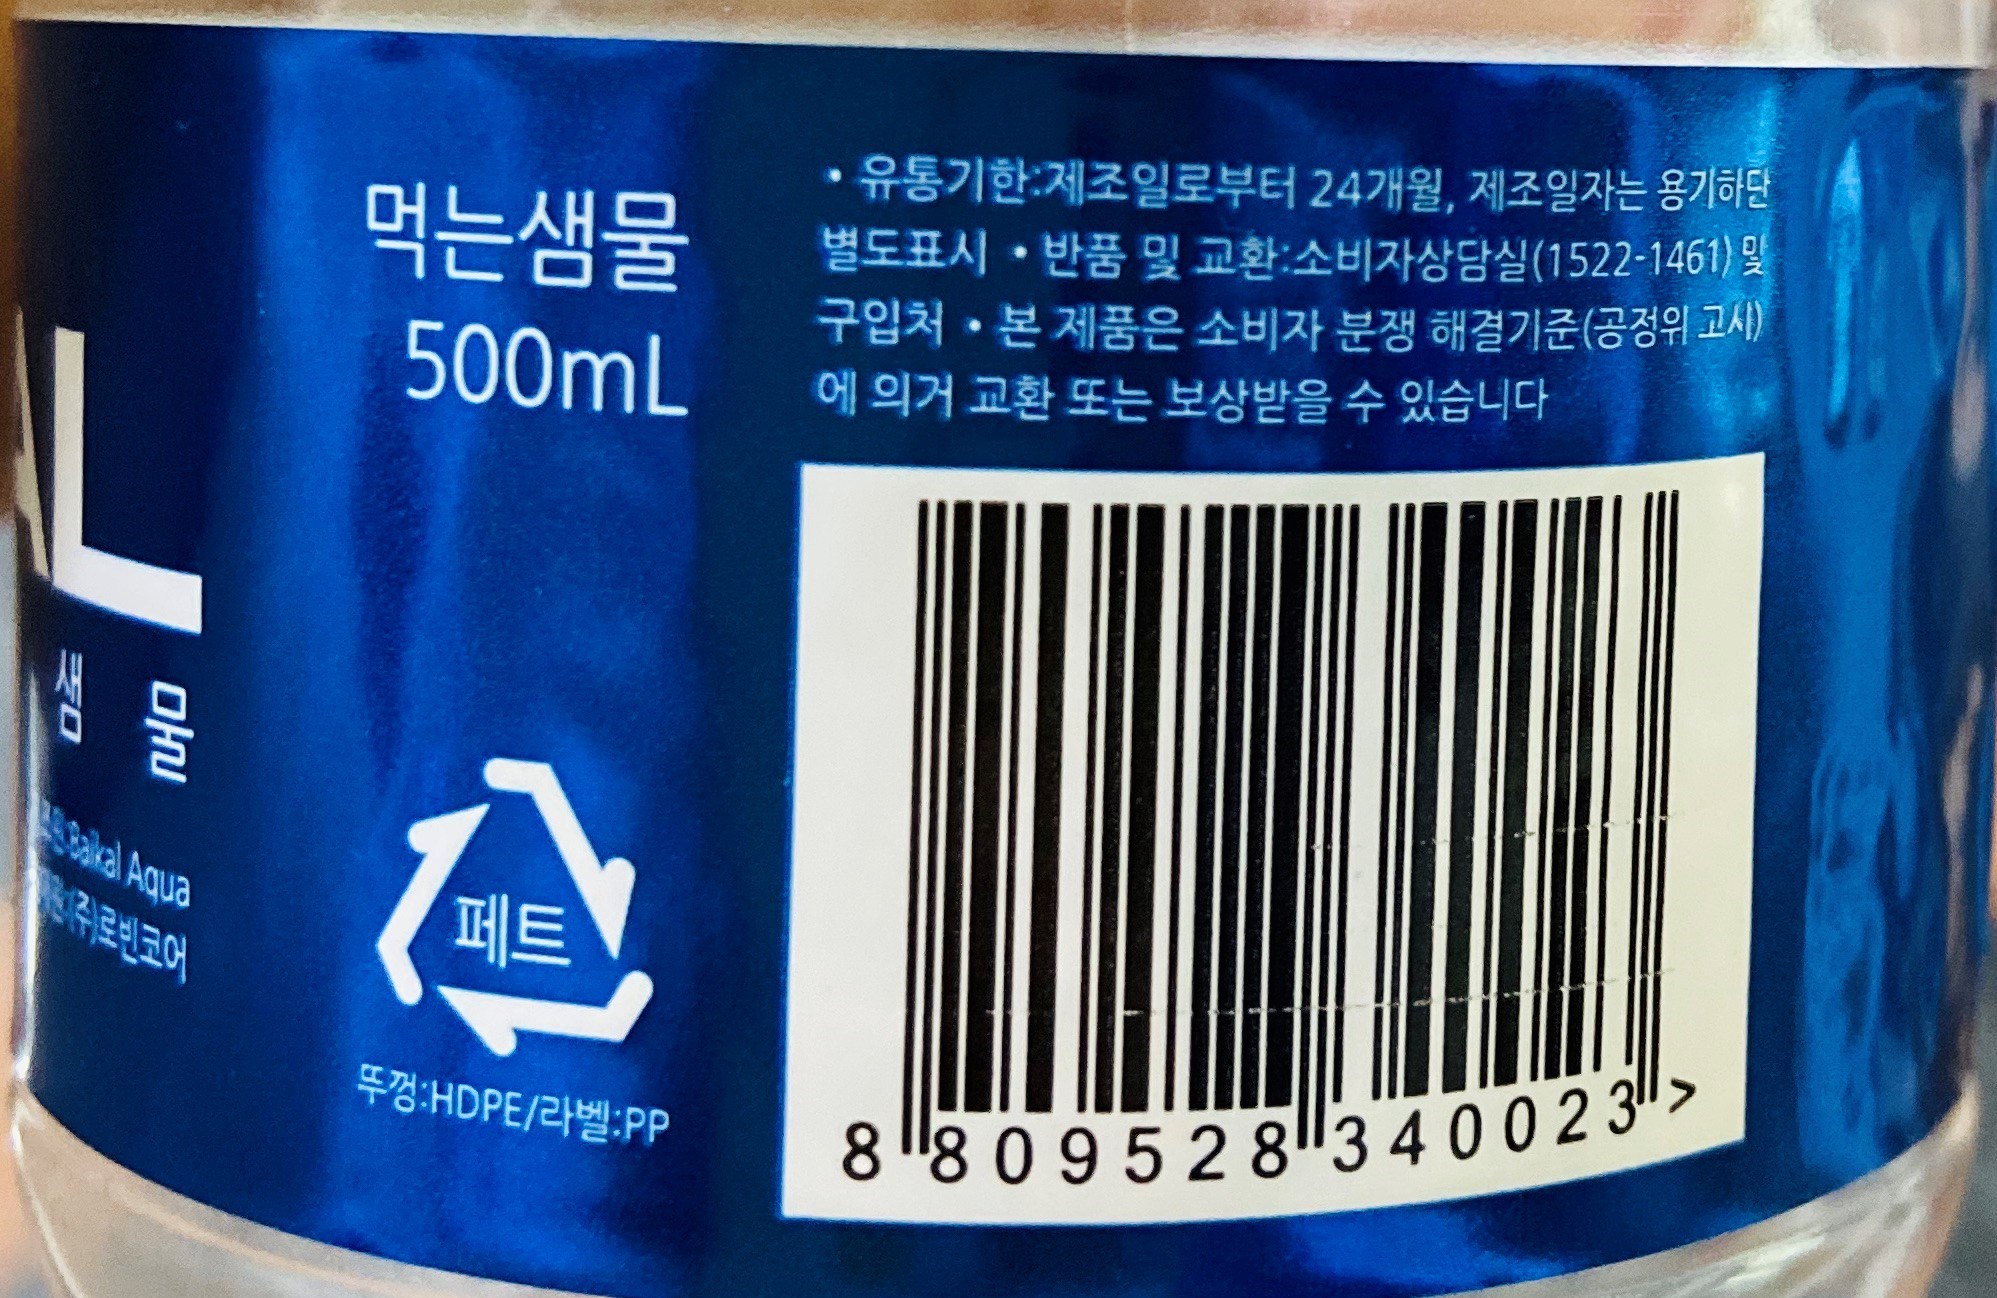 L
샘 물
Baikal Aqua
(주)로빈코어
먹는샘물
500mL
페트
뚜껑:HDPE/라벨:PP
• 유통기한:제조일로부터 24개월, 제조일자는 용기하단
별도표시 • 반품 및 교환:소비자상담실(1522-1461) 및
구입처 • 본 제품은 소비자 분쟁 해결기준(공정위 고시)
에 의거 교환 또는 보상받을 수 있습니다
8 809528 340023 >